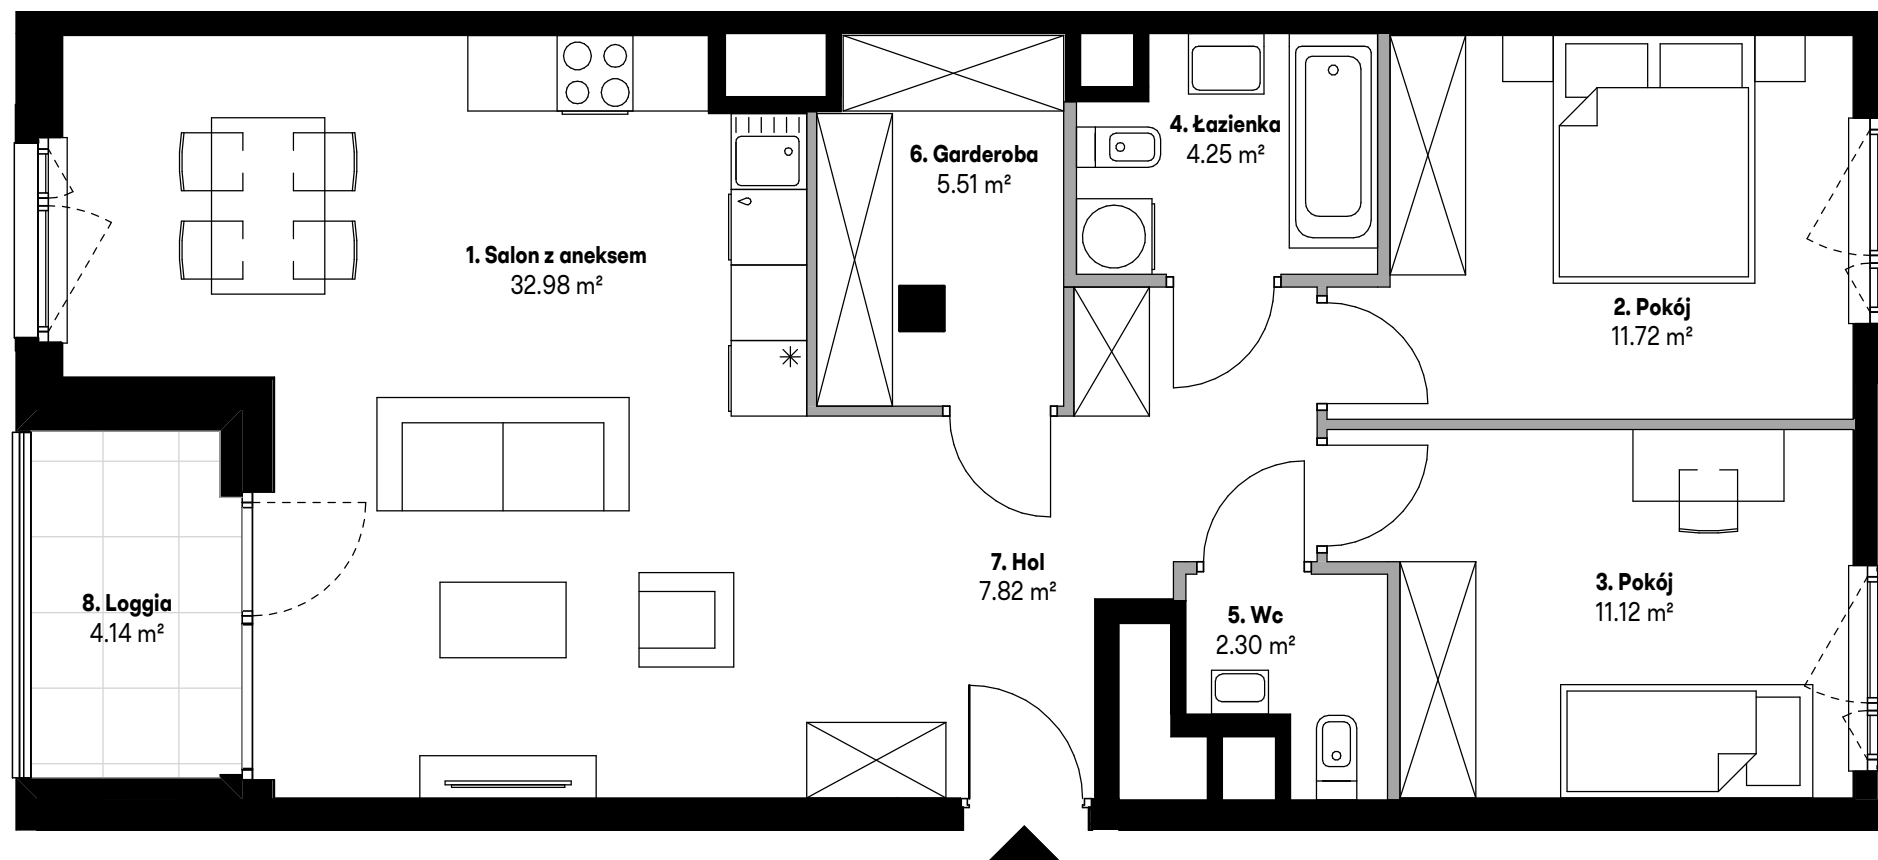 4. Łazienka
4.25 m²
6. Garderoba
5.51 m²
1. Salon z aneksem
32.98 m²
2. Pokój
11.72 m²
7. Hol
7.82 m²
3. Pokój
11.12 m²
8. Loggia
4.14 m²
5. Wc
2.30 m²